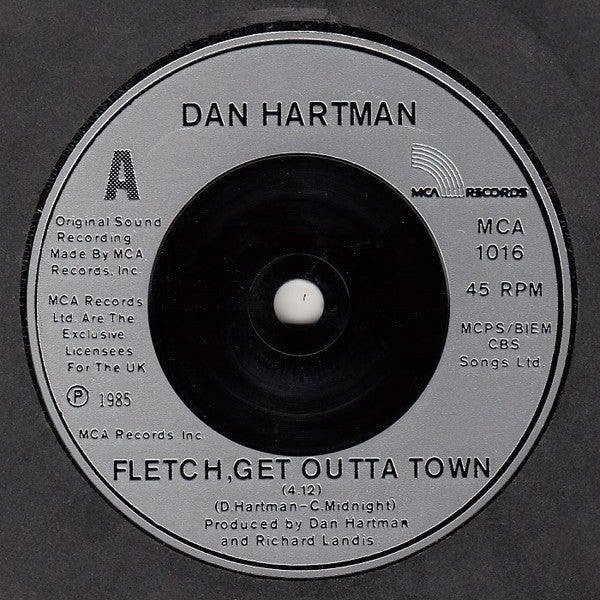 DAN HARTMAN
A
MCA RECORDS
Original Sound
Recording
Made By MCA
Records, Inc.
MCA
1016
45 RPM
MCA Records
Ltd. Are The
Exclusive
Licensees
For The UK
MCPS/BIEM
CBS
Songs Ltd.
Ⓟ 1985
MCA Records Inc.
FLETCH,GET OUTTA TOWN
(4.12)
(D.Hartman-C.Midnight)
Produced by Dan Hartman
and Richard Landis